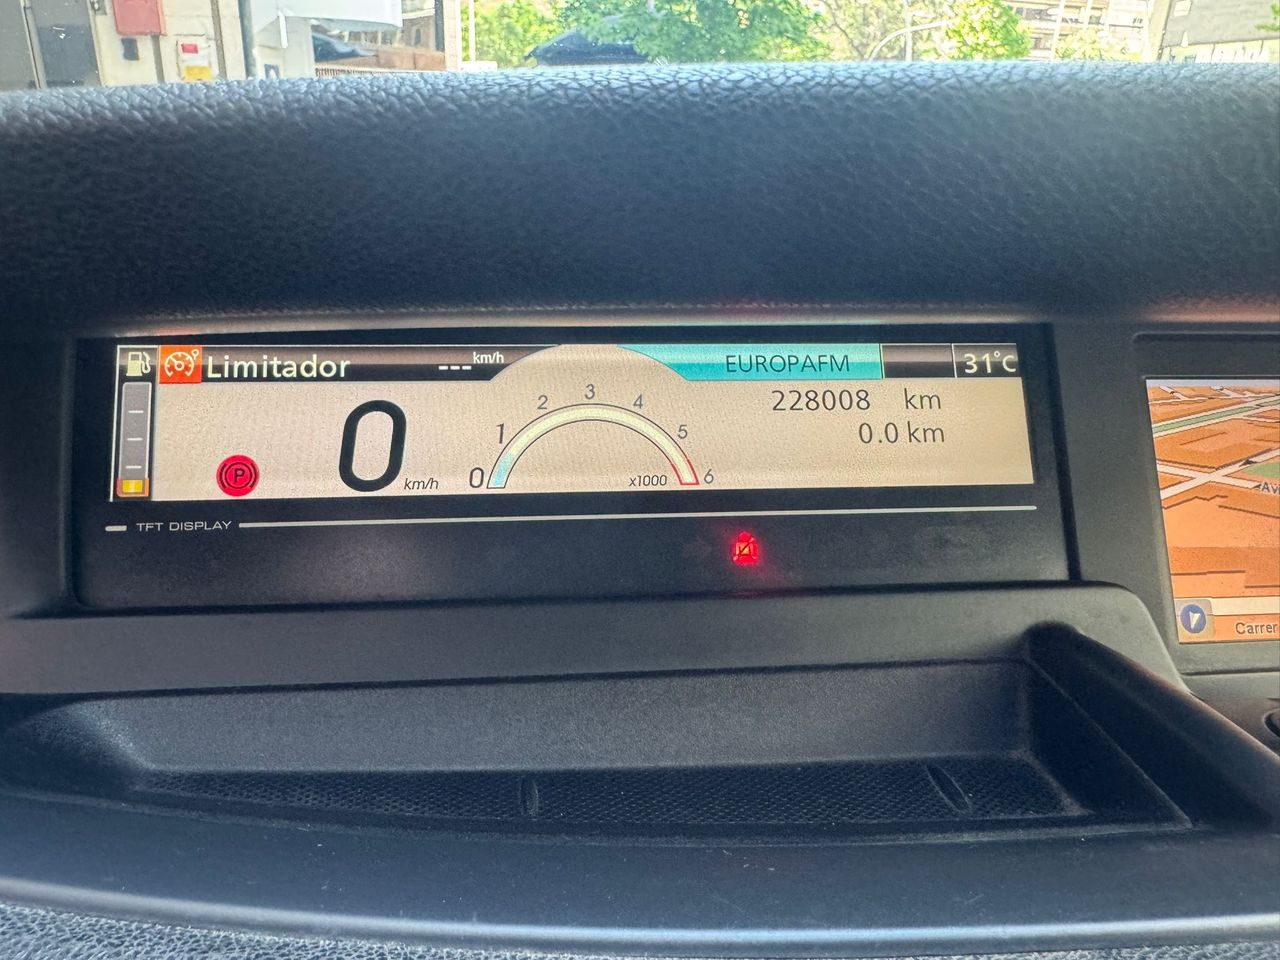 Limitador --- km/h EUROPAFM 31°C
0 km/h
0 1 2 3 4 5 6
x1000
228008 km
0.0 km
P
TFT DISPLAY
Carrer
Av